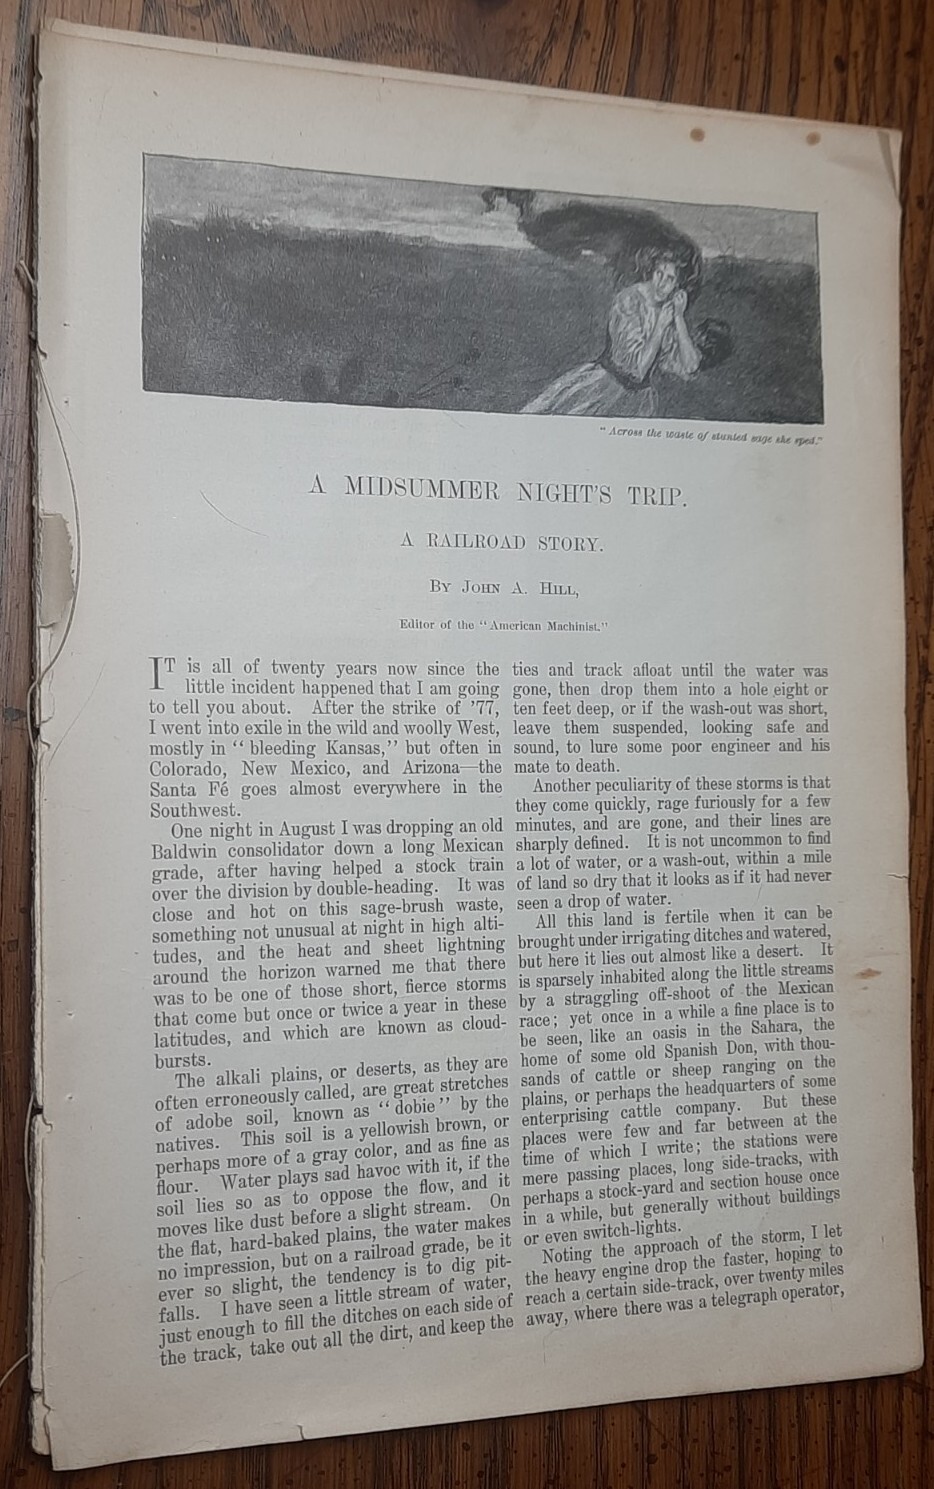 " Across the waste of stunted sage she sped."
A MIDSUMMER NIGHT'S TRIP.
A RAILROAD STORY.
By John A. Hill,
Editor of the "American Machinist."
IT is all of twenty years now since the
little incident happened that I am going
to tell you about. After the strike of '77,
I went into exile in the wild and woolly West,
mostly in "bleeding Kansas," but often in
Colorado, New Mexico, and Arizona—the
Santa Fé goes almost everywhere in the
Southwest.
One night in August I was dropping an old
Baldwin consolidator down a long Mexican
grade, after having helped a stock train
over the division by double-heading. It was
close and hot on this sage-brush waste,
something not unusual at night in high alti-
tudes, and the heat and sheet lightning
around the horizon warned me that there
was to be one of those short, fierce storms
that come but once or twice a year in these
latitudes, and which are known as cloud-
bursts.
The alkali plains, or deserts, as they are
often erroneously called, are great stretches
of adobe soil, known as "dobie" by the
natives. This soil is a yellowish brown, or
perhaps more of a gray color, and as fine as
flour. Water plays sad havoc with it, if the
soil lies so as to oppose the flow, and it
moves like dust before a slight stream. On
the flat, hard-baked plains, the water makes
no impression, but on a railroad grade, be it
ever so slight, the tendency is to dig pit-
falls. I have seen a little stream of water,
just enough to fill the ditches on each side of
the track, take out all the dirt, and keep the
ties and track afloat until the water was
gone, then drop them into a hole eight or
ten feet deep, or if the wash-out was short,
leave them suspended, looking safe and
sound, to lure some poor engineer and his
mate to death.
Another peculiarity of these storms is that
they come quickly, rage furiously for a few
minutes, and are gone, and their lines are
sharply defined. It is not uncommon to find
a lot of water, or a wash-out, within a mile
of land so dry that it looks as if it had never
seen a drop of water.
All this land is fertile when it can be
brought under irrigating ditches and watered,
but here it lies out almost like a desert. It
is sparsely inhabited along the little streams
by a straggling off-shoot of the Mexican
race; yet once in a while a fine place is to
be seen, like an oasis in the Sahara, the
home of some old Spanish Don, with thou-
sands of cattle or sheep ranging on the
plains, or perhaps the headquarters of some
enterprising cattle company. But these
places were few and far between at the
time of which I write; the stations were
mere passing places, long side-tracks, with
perhaps a stock-yard and section house once
in a while, but generally without buildings
or even switch-lights.
Noting the approach of the storm, I let
the heavy engine drop the faster, hoping to
reach a certain side-track, over twenty miles
away, where there was a telegraph operator,